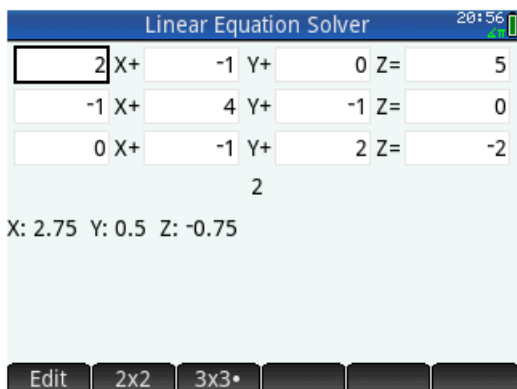 Linear Equation Solver 20:56
∡π
2 X+ -1 Y+ 0 Z= 5
-1 X+ 4 Y+ -1 Z= 0
0 X+ -1 Y+ 2 Z= -2
2
X: 2.75 Y: 0.5 Z: -0.75
Edit 2x2 3x3•